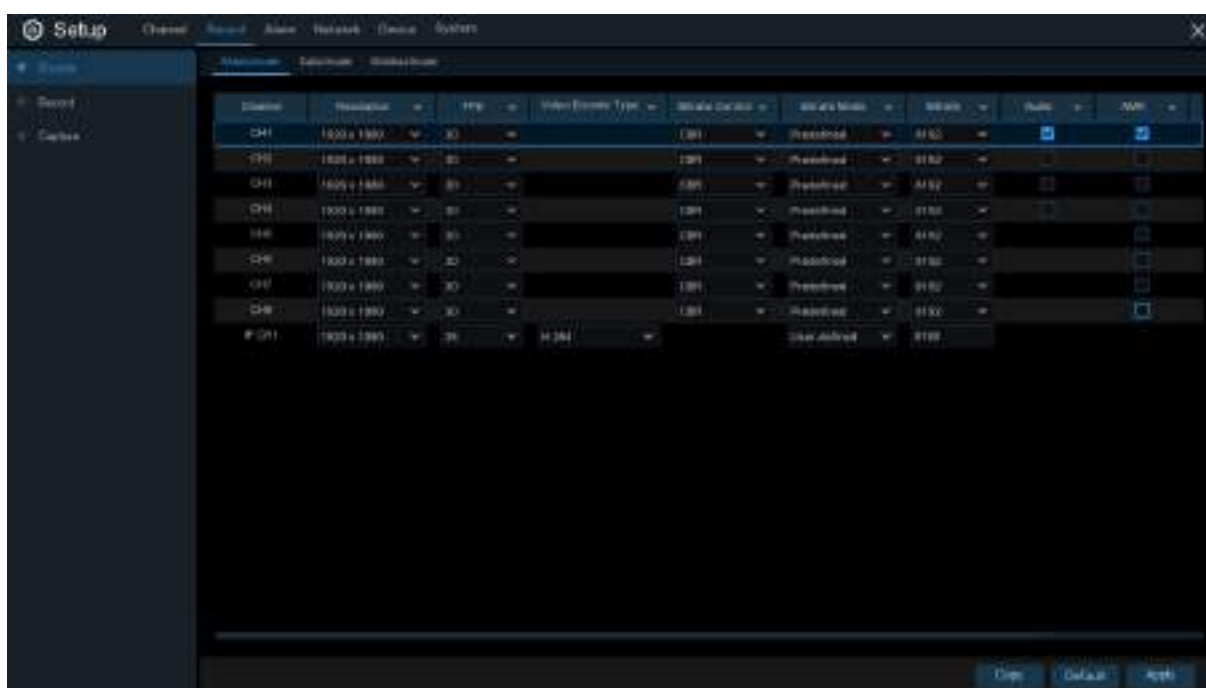 Setup Channel Record Alarm Network Device System
Mainstream Substream Mobilestream
Encode
Record
Capture
Channel Resolution FPS Video Encode Type Bitrate Control Bitrate Mode Bitrate Audio AMR
CH1 1920 x 1080 30 CBR Predefined 8192
CH2 1920 x 1080 30 CBR Predefined 8192
CH3 1920 x 1080 30 CBR Predefined 8192
CH4 1920 x 1080 30 CBR Predefined 8192
CH5 1920 x 1080 30 CBR Predefined 8192
CH6 1920 x 1080 30 CBR Predefined 8192
CH7 1920 x 1080 30 CBR Predefined 8192
CH8 1920 x 1080 30 CBR Predefined 8192
IP CH1 1920 x 1080 H.264 User-defined
Copy Default Apply